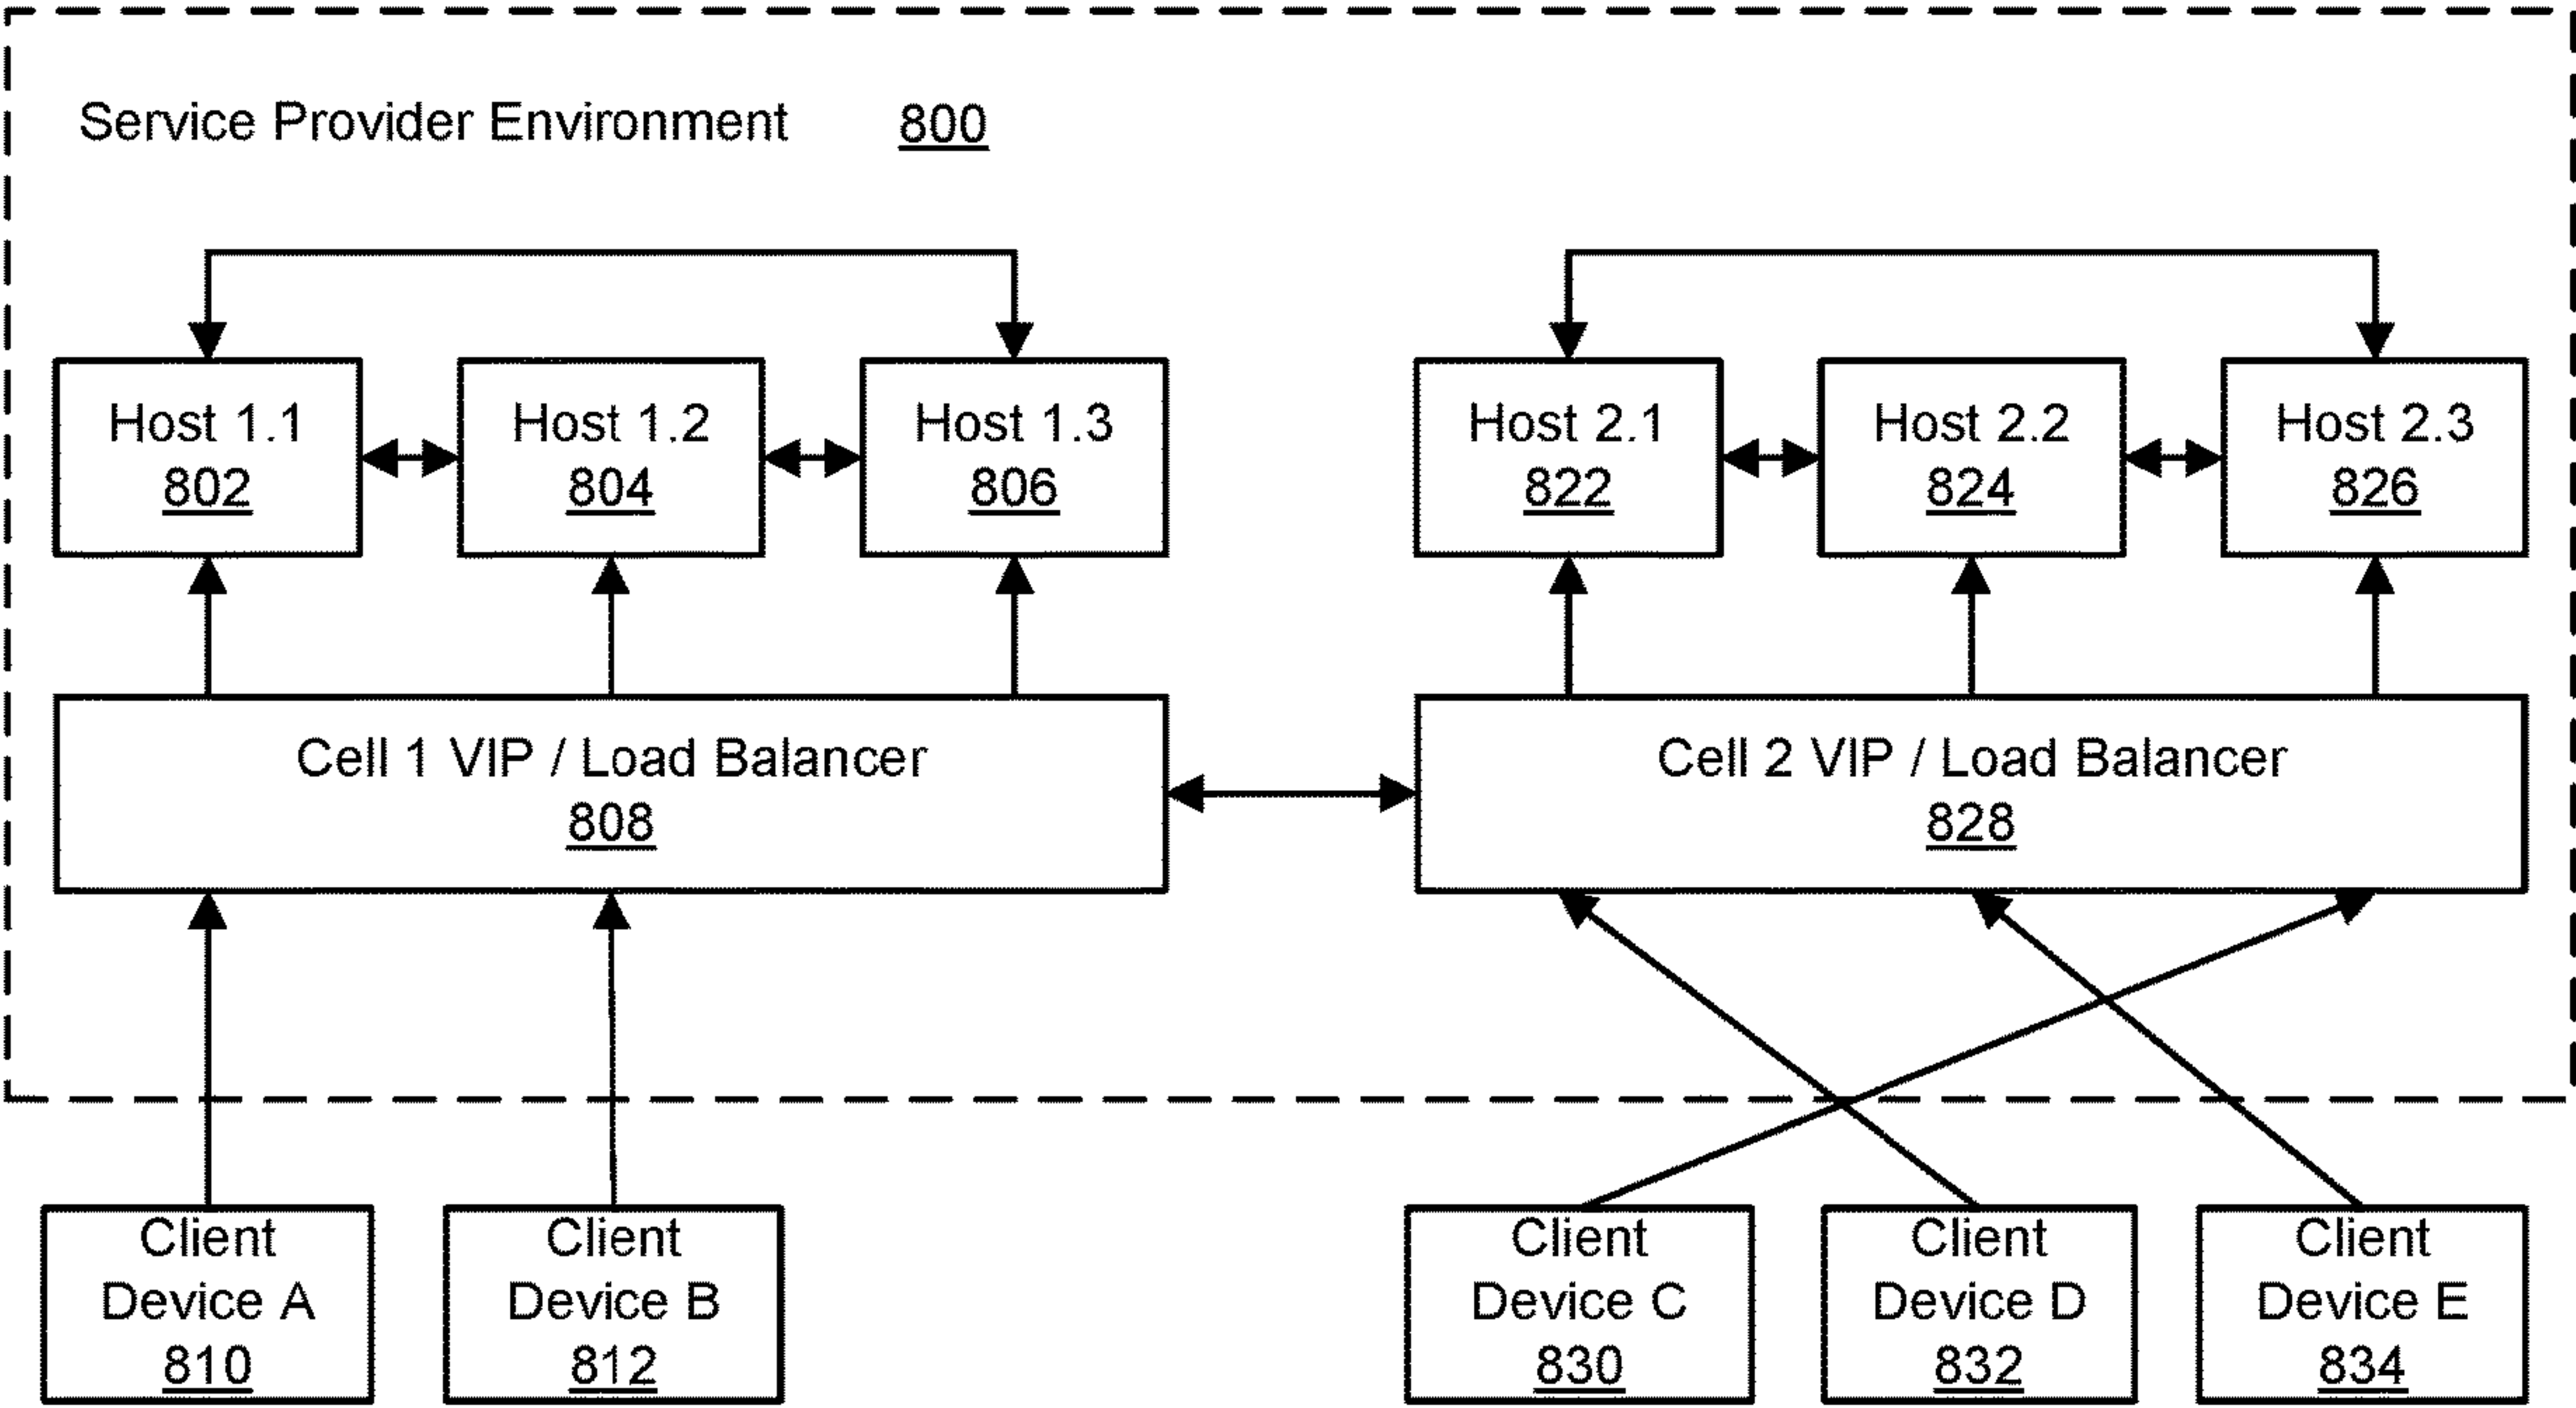 Service Provider Environment 800
Host 1.1
802
Host 1.2
804
Host 1.3
806
Host 2.1
822
Host 2.2
824
Host 2.3
826
Cell 1 VIP / Load Balancer
808
Cell 2 VIP / Load Balancer
828
Client
Device A
810
Client
Device B
812
Client
Device C
830
Client
Device D
832
Client
Device E
834